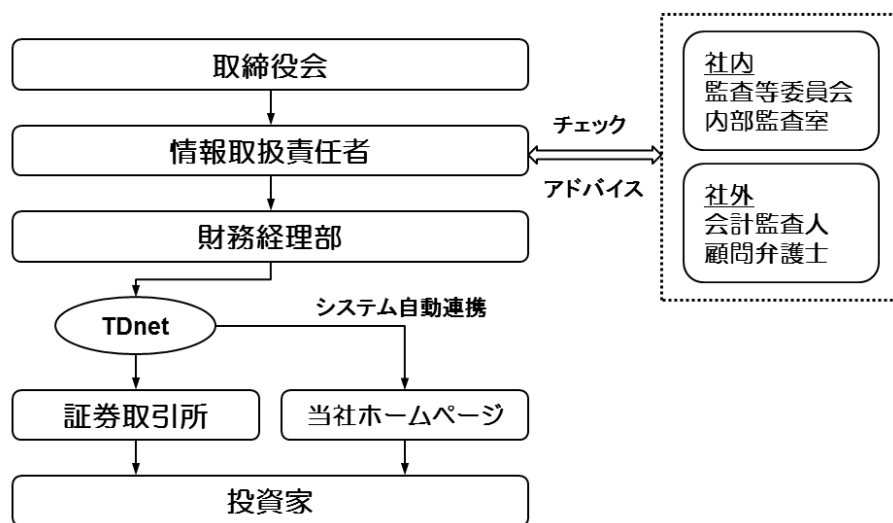 取締役会
情報取扱責任者
チェック
アドバイス
社内
監査等委員会
内部監査室
社外
会計監査人
顧問弁護士
財務経理部
TDnet
システム自動連携
証券取引所
当社ホームページ
投資家